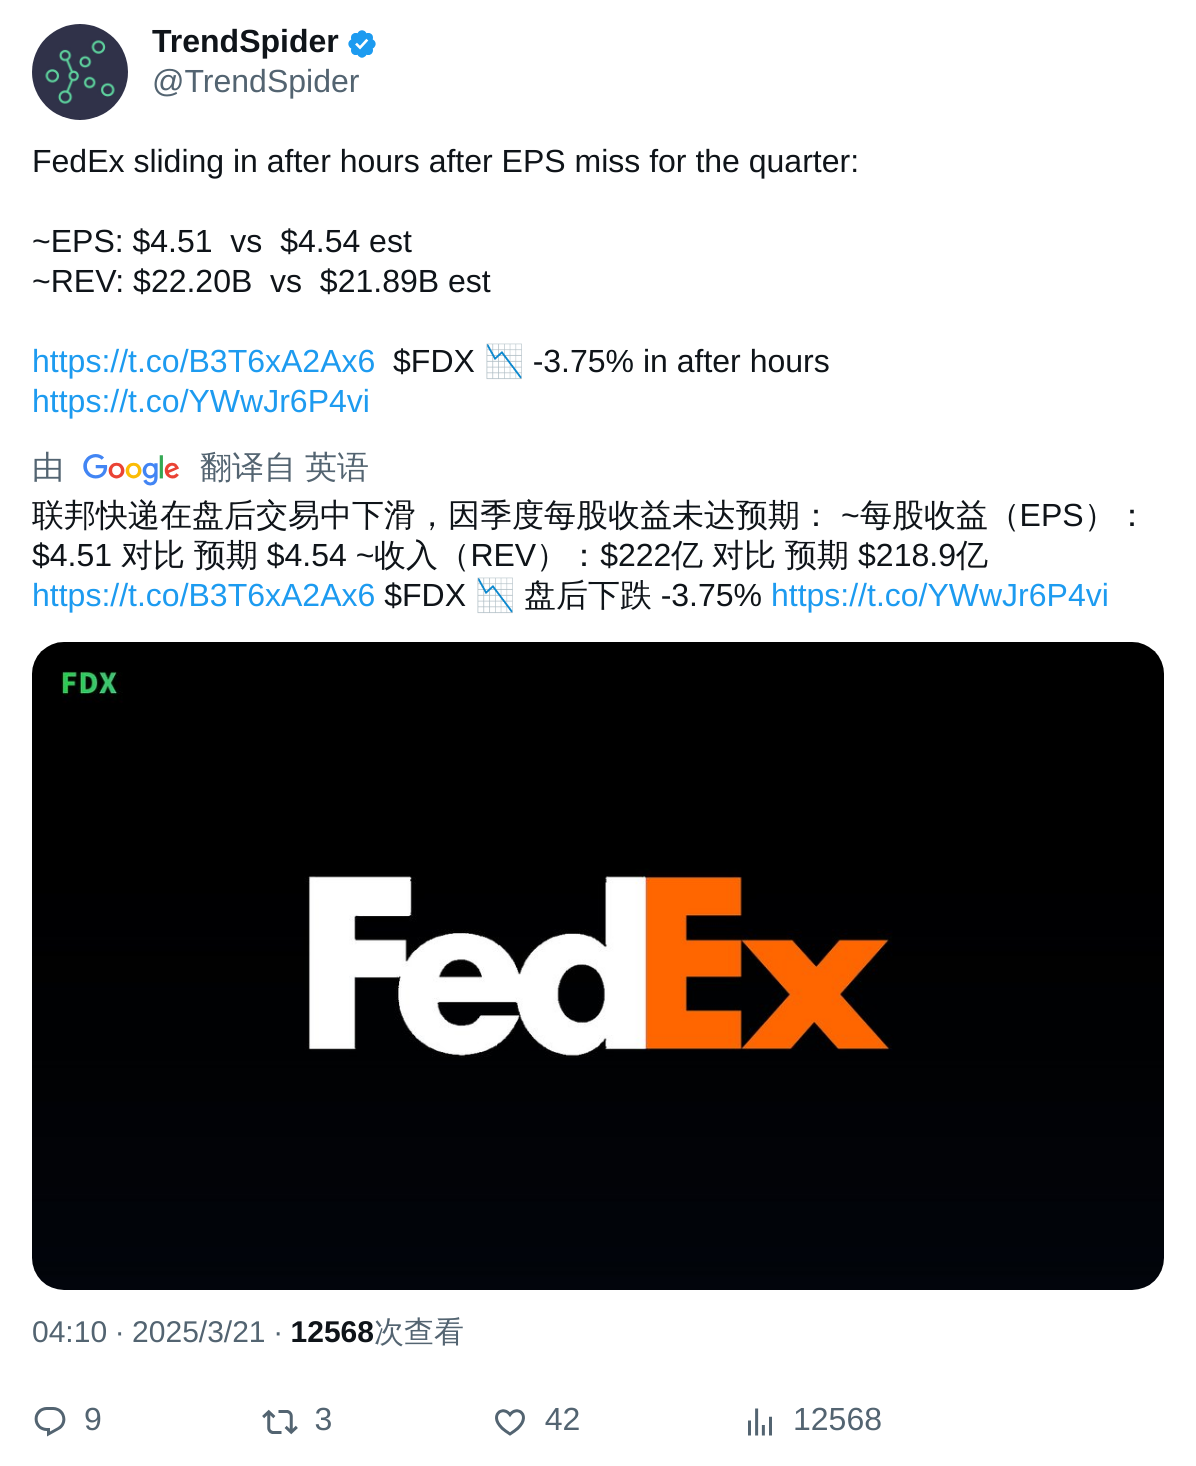 TrendSpider
@TrendSpider
FedEx sliding in after hours after EPS miss for the quarter:
~EPS: $4.51  vs  $4.54 est
~REV: $22.20B  vs  $21.89B est
https://t.co/B3T6xA2Ax6  $FDX 📉 -3.75% in after hours
https://t.co/YWwJr6P4vi
由 Google 翻译自 英语
联邦快递在盘后交易中下滑，因季度每股收益未达预期： ~每股收益（EPS）：
$4.51 对比 预期 $4.54 ~收入（REV）：$222亿 对比 预期 $218.9亿
https://t.co/B3T6xA2Ax6 $FDX 📉 盘后下跌 -3.75% https://t.co/YWwJr6P4vi
FDX
FedEx
04:10 · 2025/3/21 · 12568次查看
9 3 42 12568